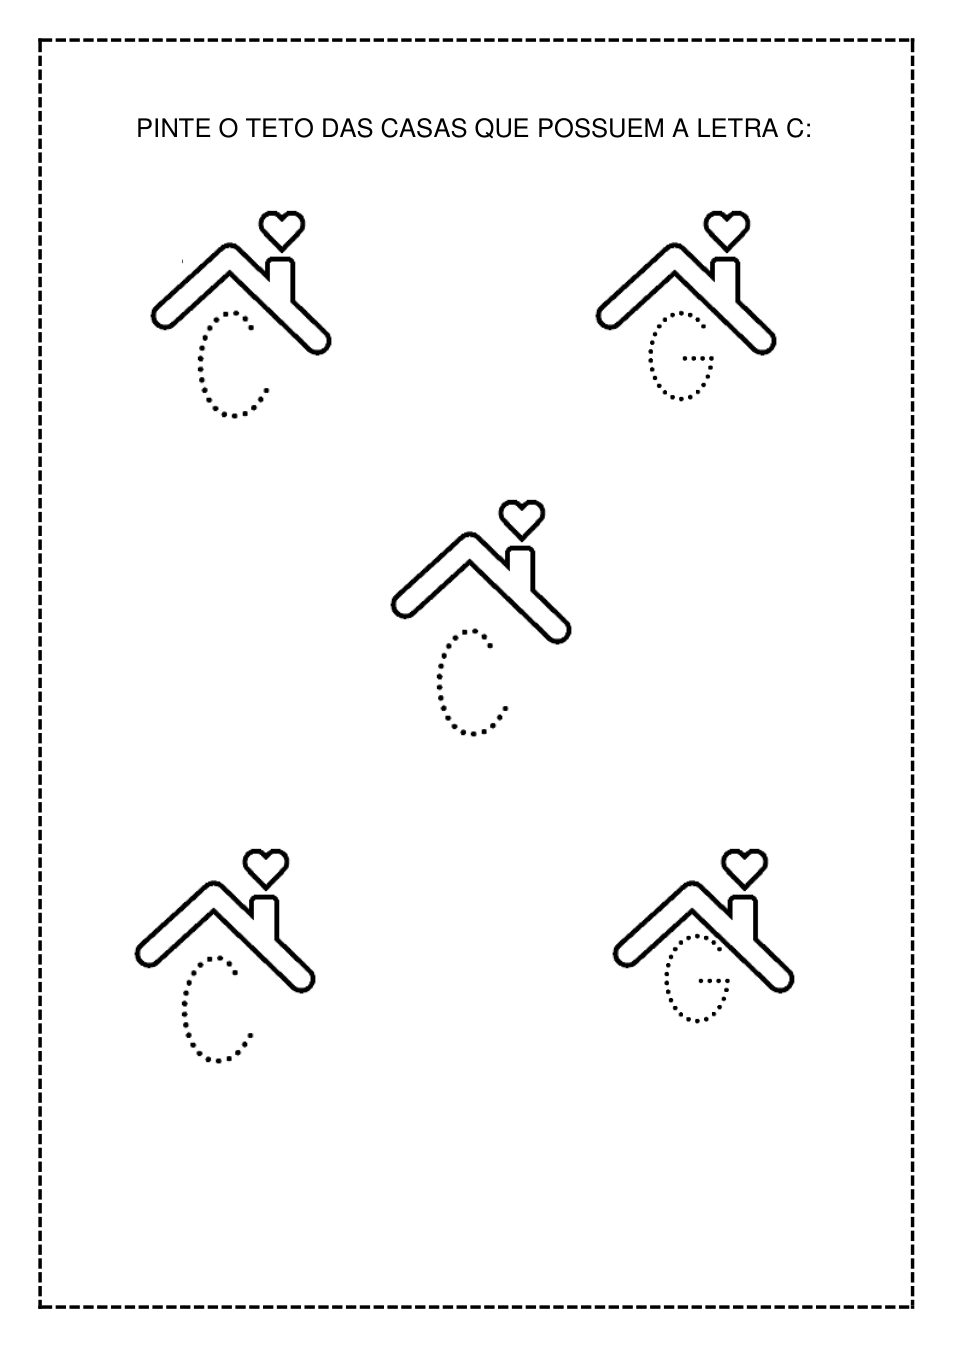 PINTE O TETO DAS CASAS QUE POSSUEM A LETRA C:
C G
C
C G